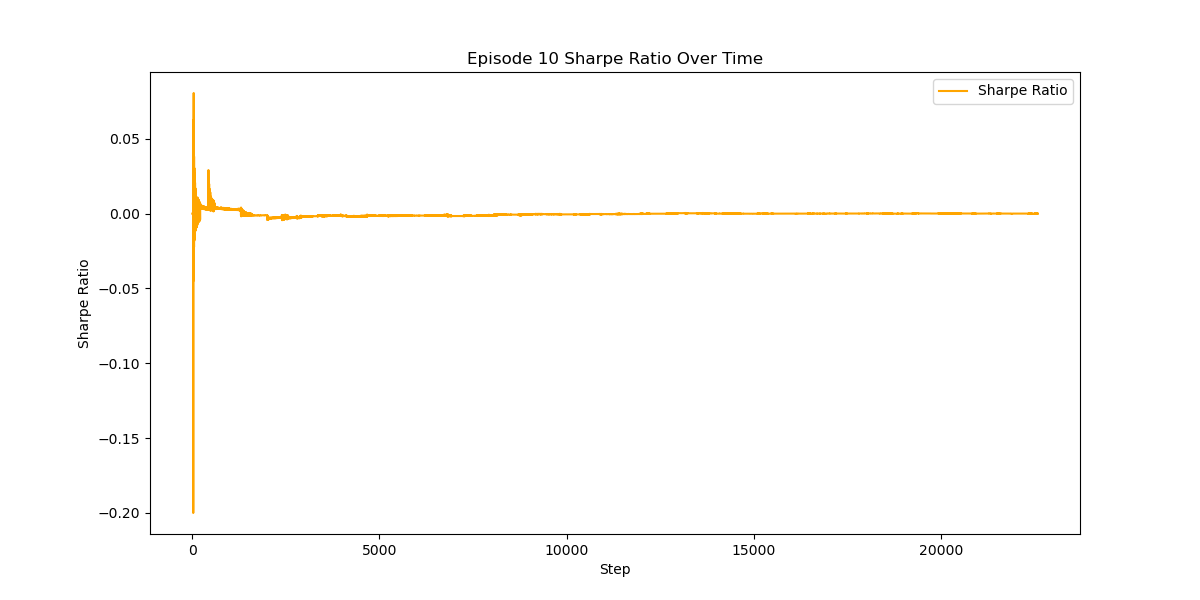 Episode 10 Sharpe Ratio Over Time
Sharpe Ratio
0.05
0.00
−0.05
−0.10
−0.15
−0.20
Sharpe Ratio
0 5000 10000 15000 20000
Step